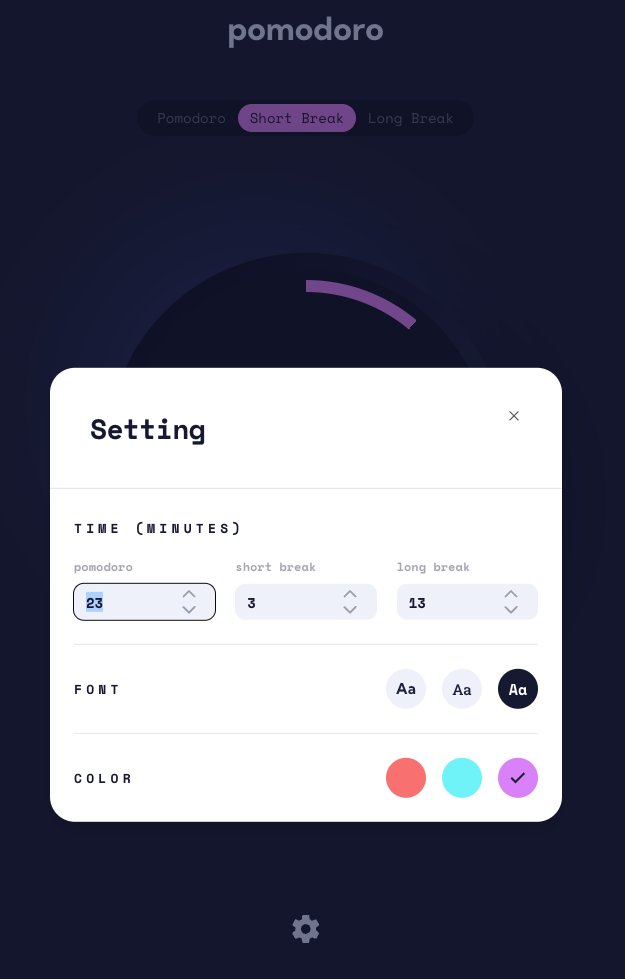 pomodoro
Pomodoro Short Break Long Break
Setting
TIME (MINUTES)
pomodoro short break long break
23 3 13
FONT Aa Aa Aa
COLOR